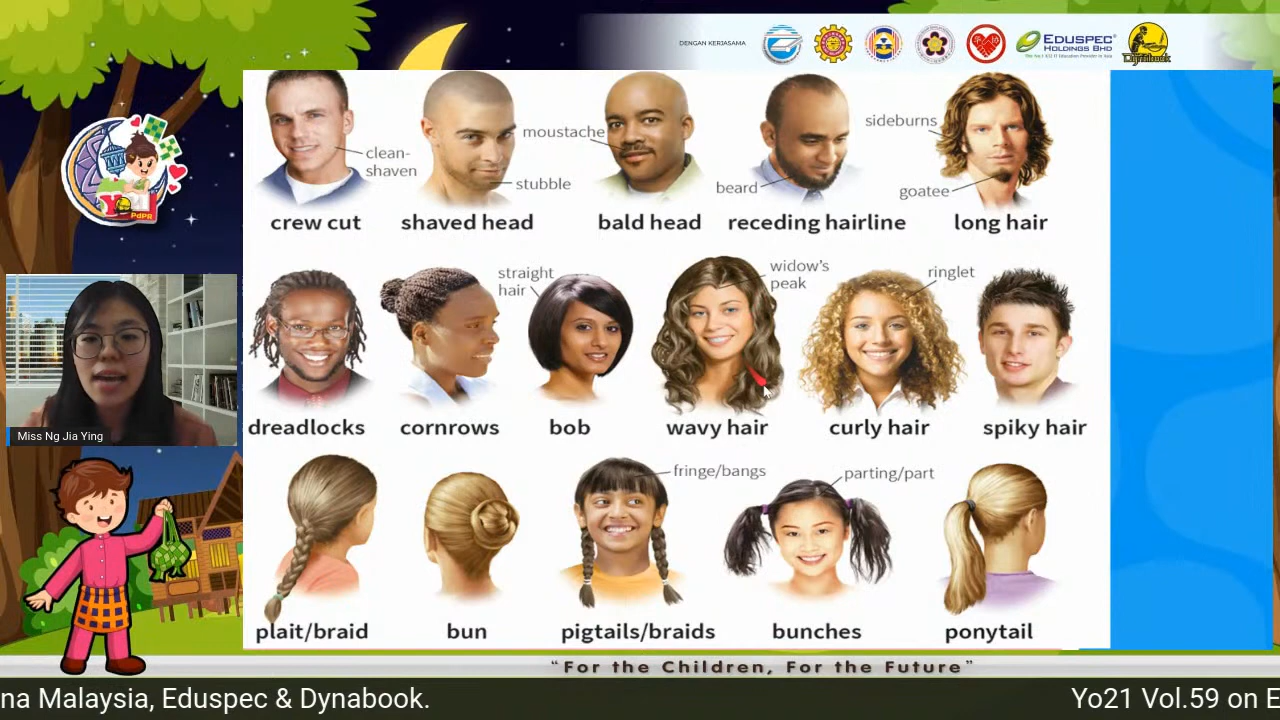 DENGAN KERJASAMA
EDUSPEC
HOLDINGS BHD
Dynabook
PdPR
clean-
shaven
stubble
moustache
beard
sideburns
goatee
crew cut
shaved head
bald head
receding hairline
long hair
straight
hair
widow's
peak
ringlet
dreadlocks
cornrows
bob
wavy hair
curly hair
spiky hair
Miss Ng Jia Ying
fringe/bangs
parting/part
plait/braid
bun
pigtails/braids
bunches
ponytail
“For the Children, For the Future”
na Malaysia, Eduspec & Dynabook.
Yo21 Vol.59 on E